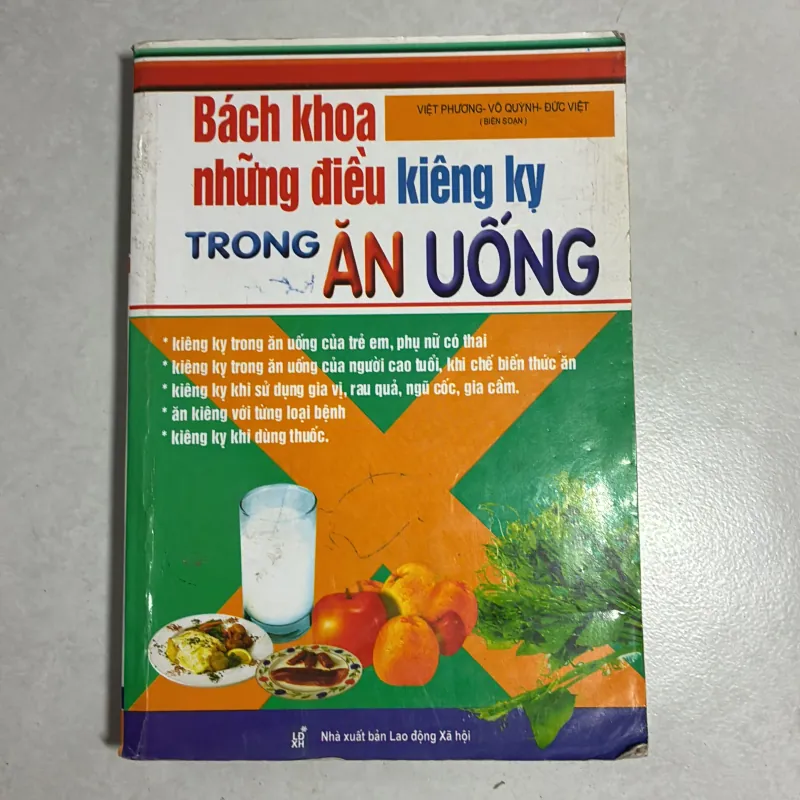 VIỆT PHƯƠNG- VÕ QUỲNH- ĐỨC VIỆT
( BIÊN SOẠN )
Bách khoa
những điều kiêng kỵ
TRONG ĂN UỐNG
* kiêng kỵ trong ăn uống của trẻ em, phụ nữ có thai
* kiêng kỵ trong ăn uống của người cao tuổi, khi chế biến thức ăn
* kiêng kỵ khi sử dụng gia vị, rau quả, ngũ cốc, gia cầm.
* ăn kiêng với từng loại bệnh
* kiêng kỵ khi dùng thuốc.
LĐ
XH
Nhà xuất bản Lao động Xã hội